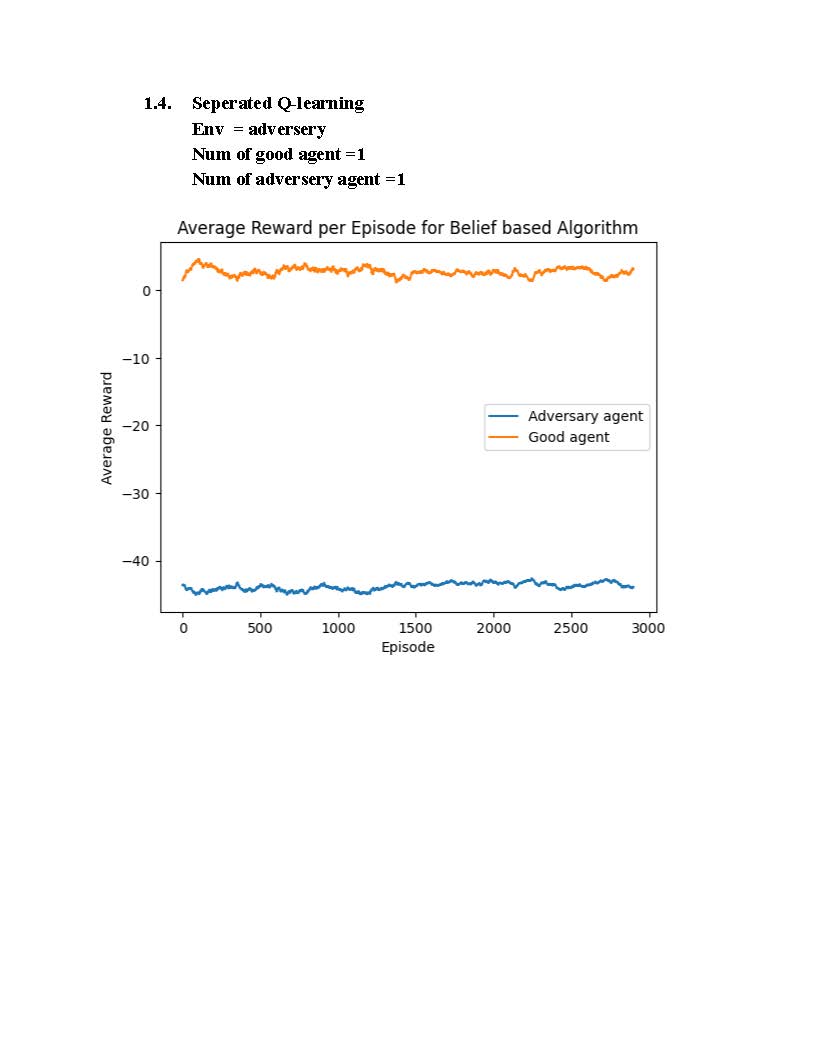 1.4. Seperated Q-learning
Env = adversery
Num of good agent =1
Num of adversery agent =1
Average Reward per Episode for Belief based Algorithm
0
−10
−20
−30
−40
Average Reward
Adversary agent
Good agent
0 500 1000 1500 2000 2500 3000
Episode